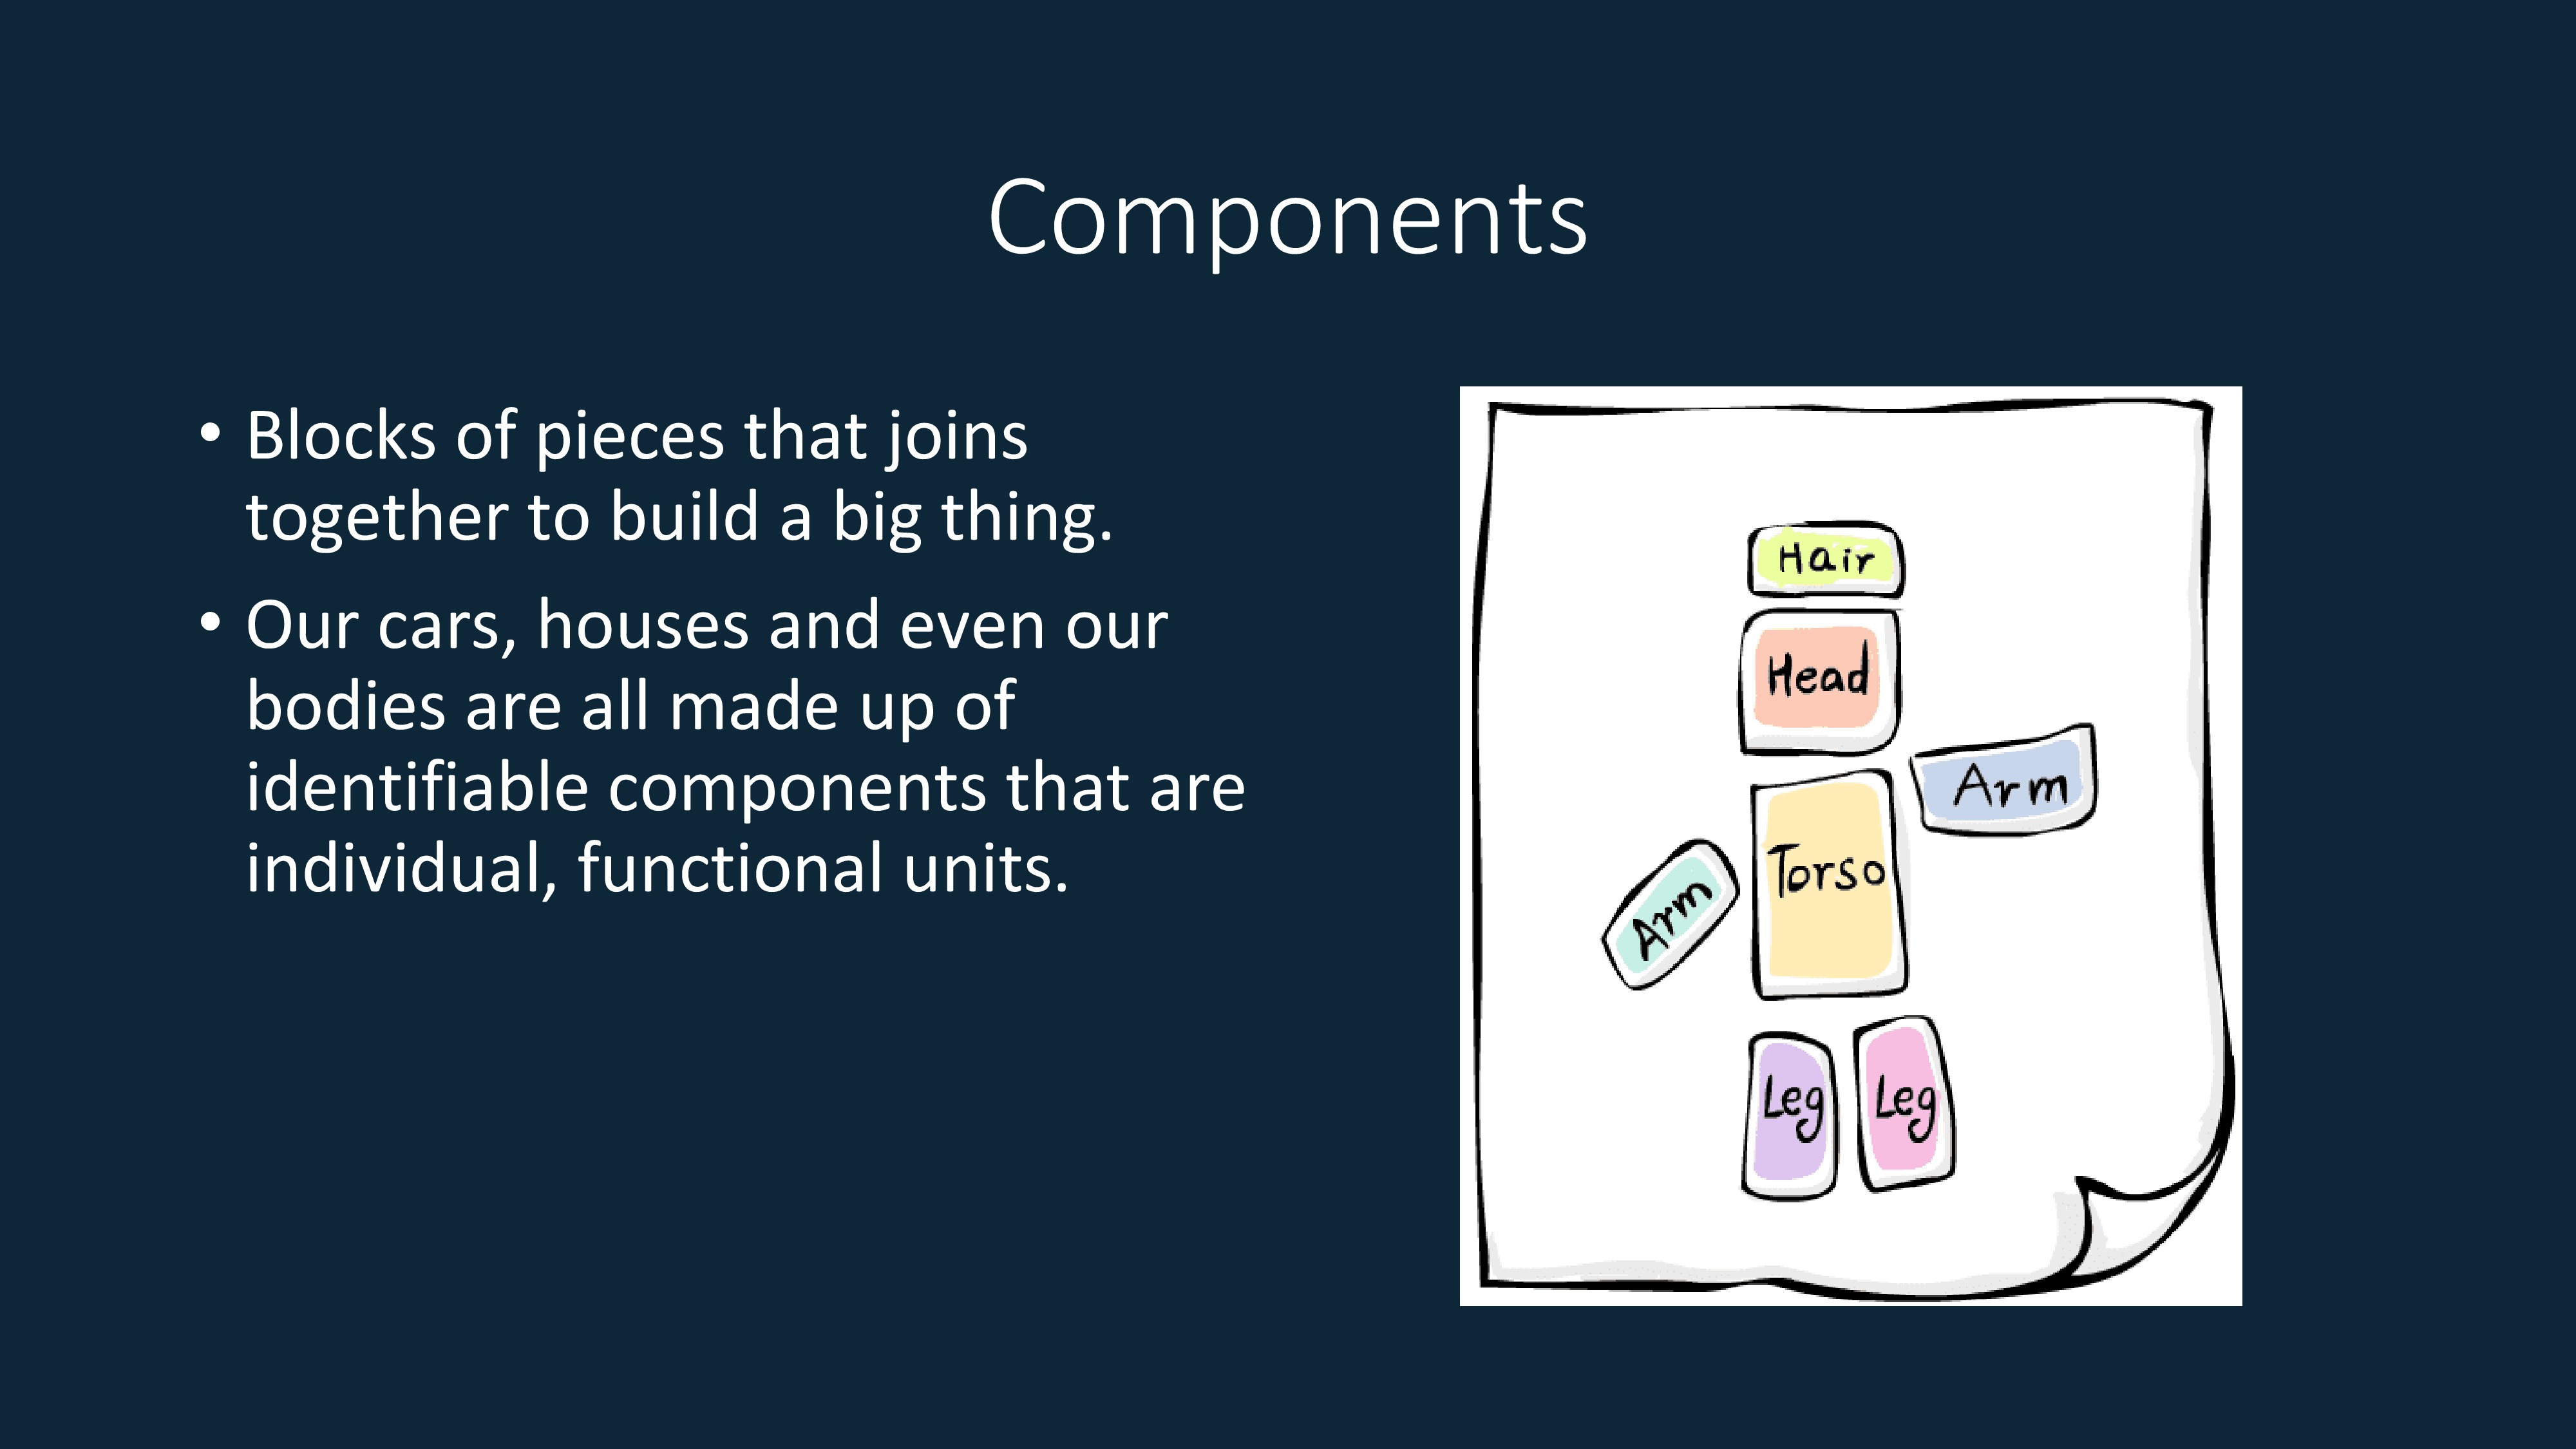 Components
• Blocks of pieces that joins
together to build a big thing.
• Our cars, houses and even our
bodies are all made up of
identifiable components that are
individual, functional units.
Hair
Head
Arm
Torso
Arm
Leg
Leg